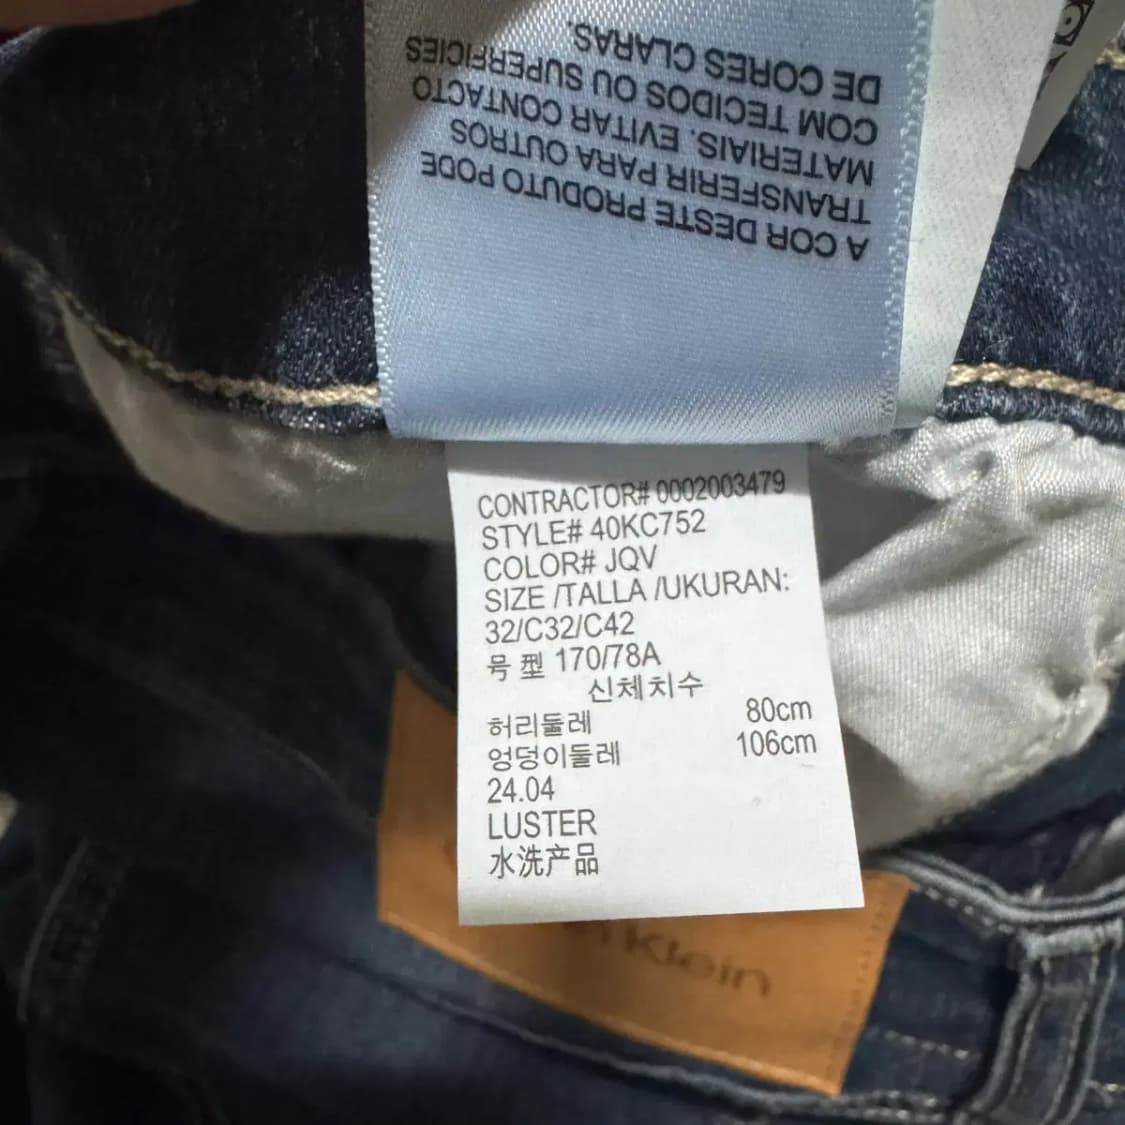 A COR DESTE PRODUTO PODE
TRANSFERIR PARA OUTROS
MATERIAIS. EVITAR CONTACTO
COM TECIDOS OU SUPERFICIES
DE CORES CLARAS.
CONTRACTOR# 0002003479
STYLE# 40KC752
COLOR# JQV
SIZE /TALLA /UKURAN:
32/C32/C42
号 型 170/78A
신체치수
허리둘레 80cm
엉덩이둘레 106cm
24.04
LUSTER
水洗产品
Klein